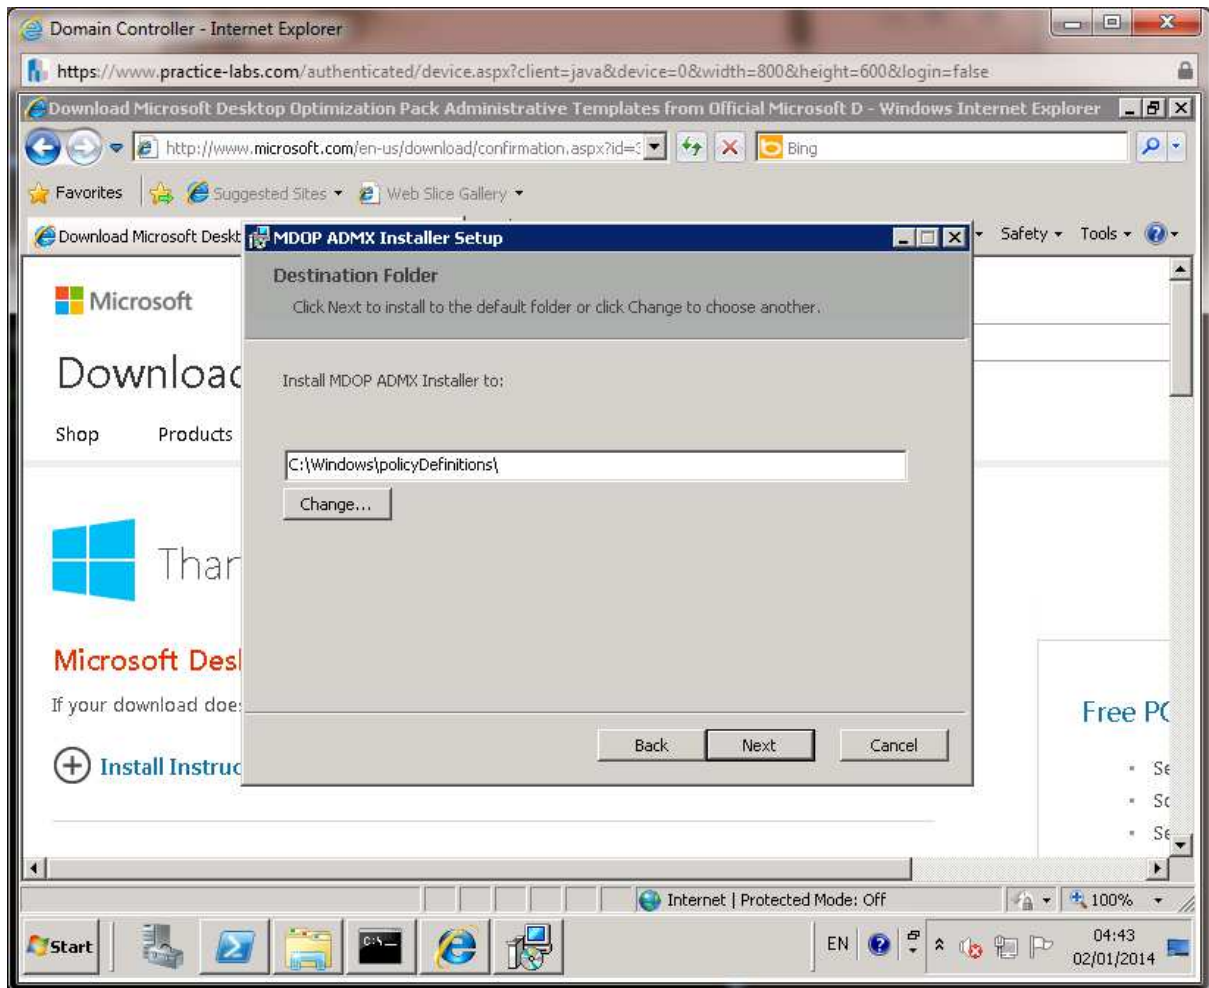 Domain Controller - Internet Explorer
https://www.practice-labs.com/authenticated/device.aspx?client=java&device=0&width=800&height=600&login=false
Download Microsoft Desktop Optimization Pack Administrative Templates from Official Microsoft D - Windows Internet Explorer
http://www.microsoft.com/en-us/download/confirmation.aspx?id=
Bing
Favorites Suggested Sites Web Slice Gallery
Download Microsoft Deskt
MDOP ADMX Installer Setup
Safety Tools
Destination Folder
Click Next to install to the default folder or click Change to choose another.
Microsoft
Install MDOP ADMX Installer to:
Shop Products
C:\Windows\policyDefinitions\
Change...
Microsoft Des
If your download doe
Free P
Back Next Cancel
Install Instruc
Se
Sc
Se
Internet | Protected Mode: Off 100%
Start C:\_ EN 04:43
02/01/2014